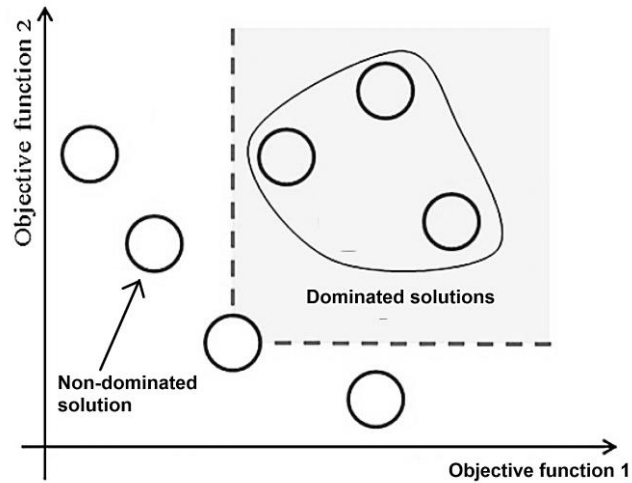 Objective function 2
Dominated solutions
Non-dominated
solution
Objective function 1